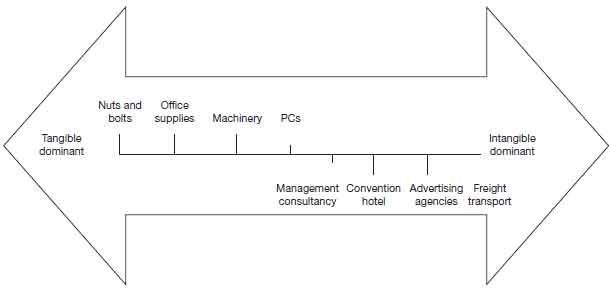 Nuts and
bolts
Office
supplies
Machinery
PCs
Tangible
dominant
Intangible
dominant
Management
consultancy
Convention
hotel
Advertising
agencies
Freight
transport